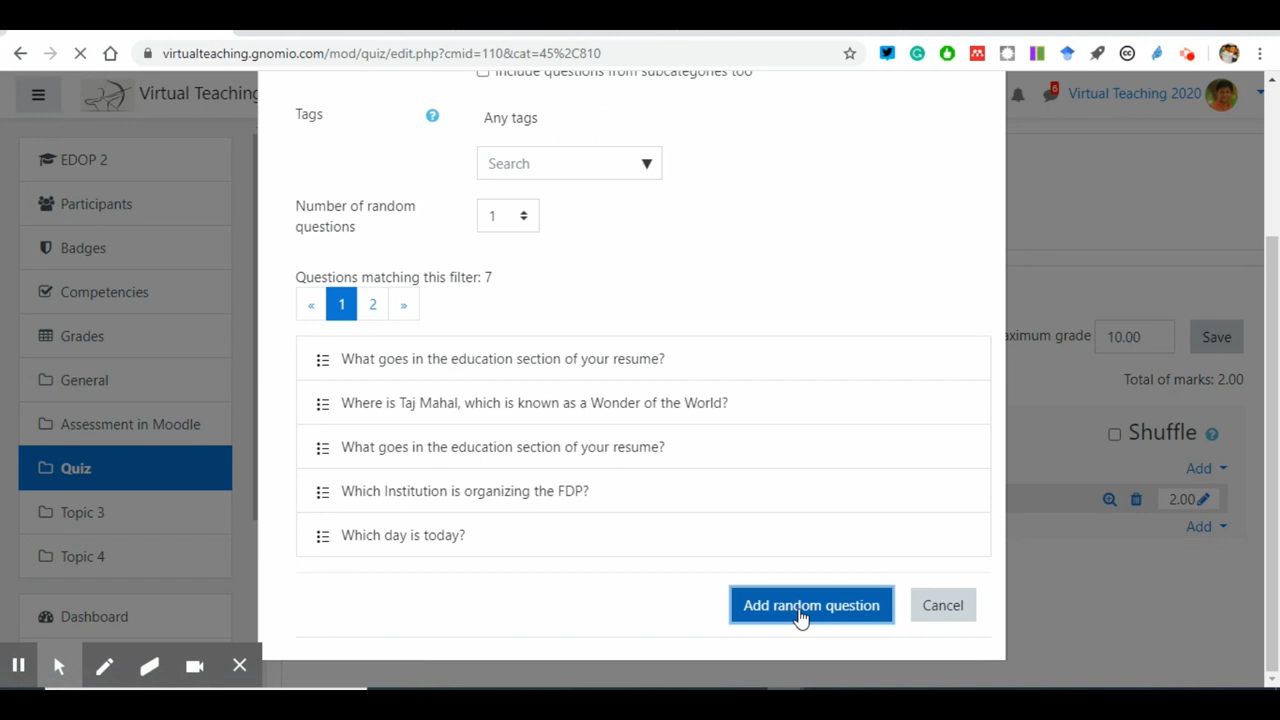 virtualteaching.gnomio.com/mod/quiz/edit.php?cmid=110&cat=45%2C810
Virtual Teaching
6
Virtual Teaching 2020
Include questions from subcategories too
Tags
Any tags
Search
Number of random
questions
1
Questions matching this filter: 7
« 1 2 »
What goes in the education section of your resume?
Where is Taj Mahal, which is known as a Wonder of the World?
What goes in the education section of your resume?
Which Institution is organizing the FDP?
Which day is today?
Add random question
Cancel
EDOP 2
Participants
Badges
Competencies
Grades
General
Assessment in Moodle
Quiz
Topic 3
Topic 4
Dashboard
grade 10.00 Save
Total of marks: 2.00
Shuffle
Add
2.00
Add